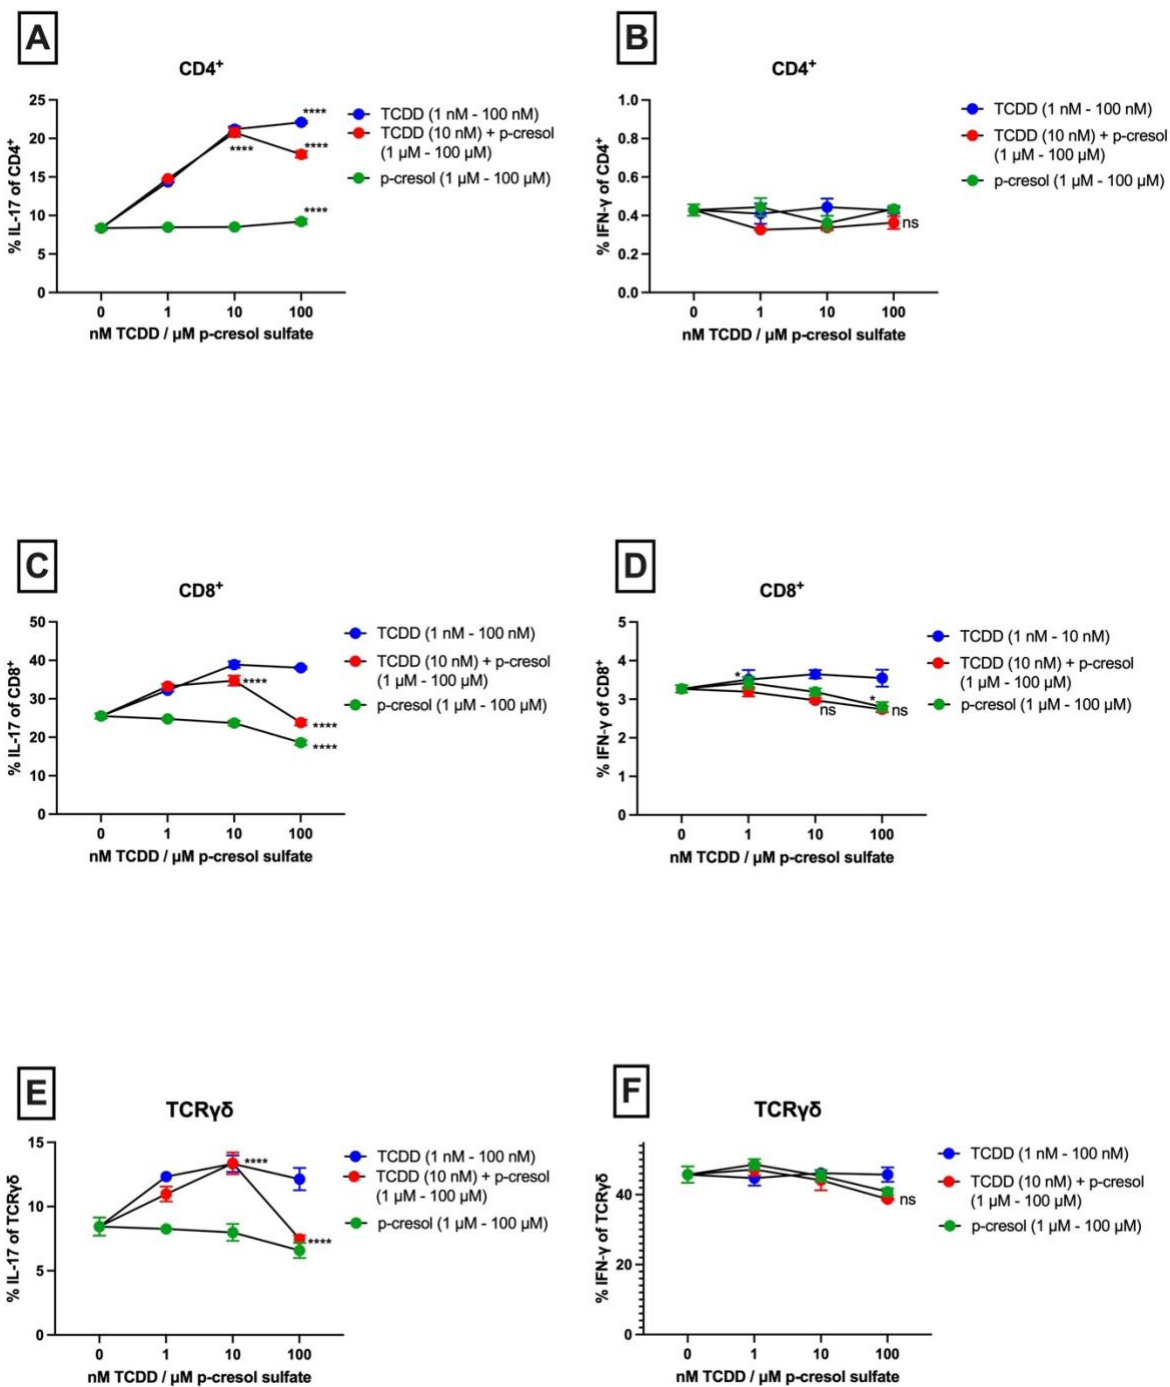 A
CD4+
25
20
15
10
5
0
% IL-17 of CD4+
0 1 10 100
nM TCDD / µM p-cresol sulfate
****
****
****
****
TCDD (1 nM - 100 nM)
TCDD (10 nM) + p-cresol
(1 µM - 100 µM)
p-cresol (1 µM - 100 µM)
B
CD4+
1.0
0.8
0.6
0.4
0.2
0.0
% IFN-γ of CD4+
0 1 10 100
nM TCDD / µM p-cresol sulfate
ns
TCDD (1 nM - 100 nM)
TCDD (10 nM) + p-cresol
(1 µM - 100 µM)
p-cresol (1 µM - 100 µM)
C
CD8+
50
40
30
20
10
0
% IL-17 of CD8+
0 1 10 100
nM TCDD / µM p-cresol sulfate
****
****
****
TCDD (1 nM - 100 nM)
TCDD (10 nM) + p-cresol
(1 µM - 100 µM)
p-cresol (1 µM - 100 µM)
D
CD8+
5
4
3
2
1
0
% IFN-γ of CD8+
0 1 10 100
nM TCDD / µM p-cresol sulfate
*
ns
*
ns
TCDD (1 nM - 10 nM)
TCDD (10 nM) + p-cresol
(1 µM - 100 µM)
p-cresol (1 µM - 100 µM)
E
TCRγδ
15
10
5
0
% IL-17 of TCRγδ
0 1 10 100
nM TCDD / µM p-cresol sulfate
****
****
TCDD (1 nM - 100 nM)
TCDD (10 nM) + p-cresol
(1 µM - 100 µM)
p-cresol (1 µM - 100 µM)
F
TCRγδ
40
20
0
% IFN-γ of TCRγδ
0 1 10 100
nM TCDD / µM p-cresol sulfate
ns
TCDD (1 nM - 100 nM)
TCDD (10 nM) + p-cresol
(1 µM - 100 µM)
p-cresol (1 µM - 100 µM)